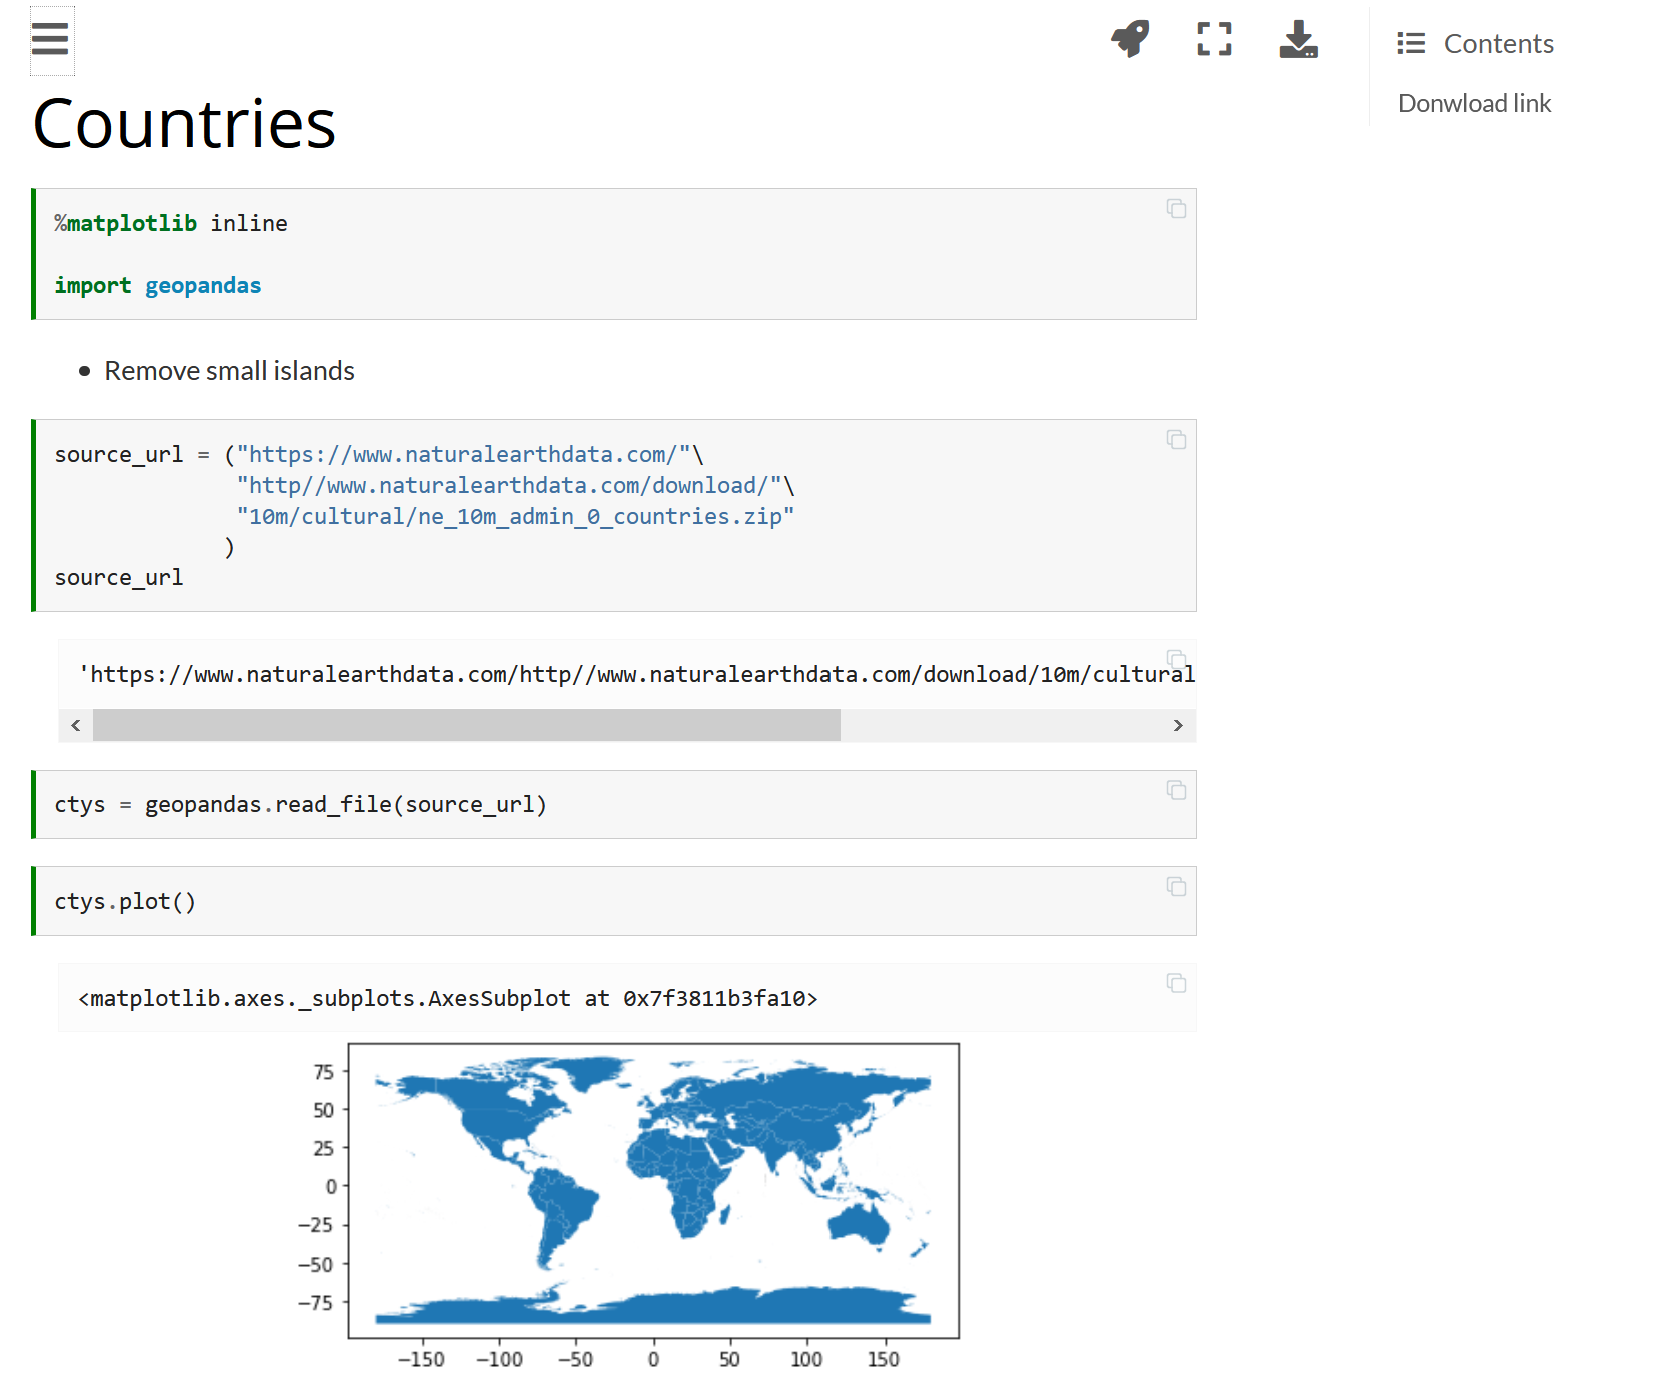 Contents
Donwload link
Countries
%matplotlib inline
import geopandas
• Remove small islands
source_url = ("https://www.naturalearthdata.com/"\
"http//www.naturalearthdata.com/download/"\
"10m/cultural/ne_10m_admin_0_countries.zip"
)
source_url
'https://www.naturalearthdata.com/http//www.naturalearthdata.com/download/10m/cultural
ctys = geopandas.read_file(source_url)
ctys.plot()
<matplotlib.axes._subplots.AxesSubplot at 0x7f3811b3fa10>
75
50
25
0
−25
−50
−75
−150 −100 −50 0 50 100 150